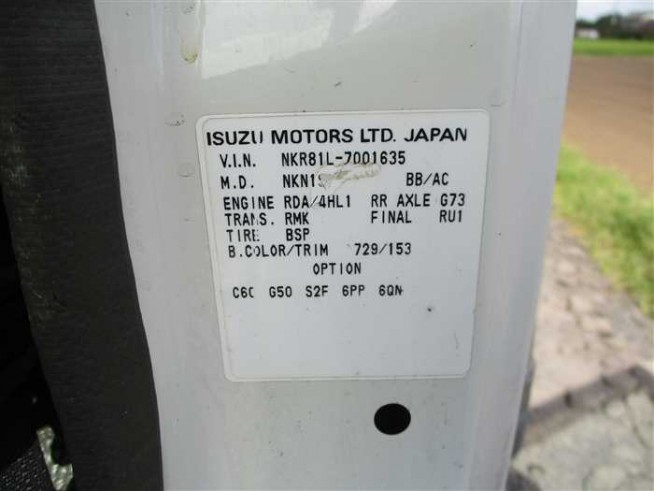 ISUZU MOTORS LTD. JAPAN
V.I.N. NKR81L-7001635
M.D. BB/AC
ENGINE RDA/4HL1 RR AXLE G73
TRANS. RMK FINAL RU1
TIRE BSP
B.COLOR/TRIM 729/153
OPTION
C6C G50 S2F 6PP 6QN